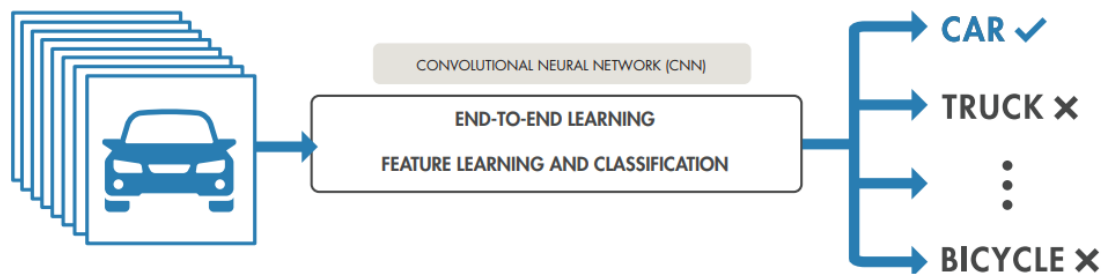 CONVOLUTIONAL NEURAL NETWORK (CNN)
END-TO-END LEARNING
FEATURE LEARNING AND CLASSIFICATION
CAR
TRUCK
BICYCLE